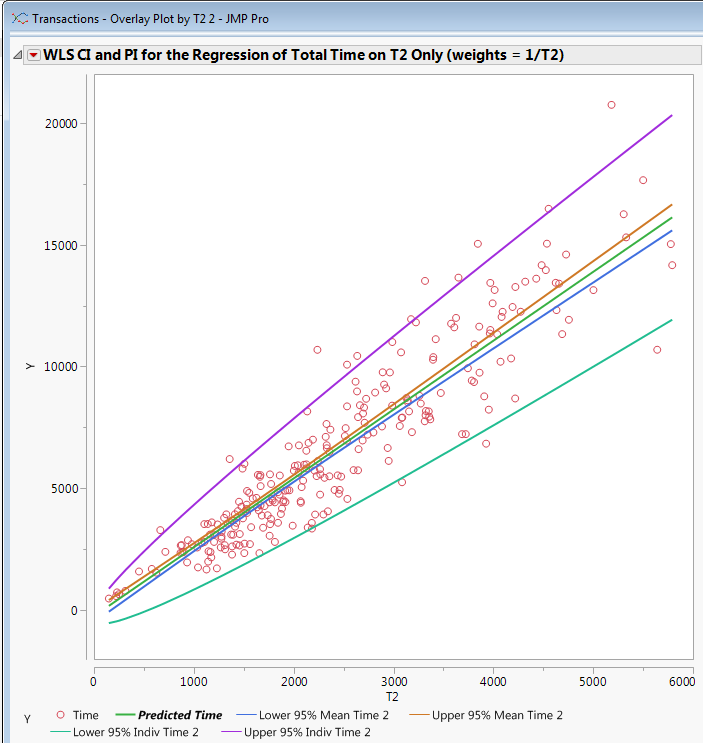 Transactions - Overlay Plot by T2 2 - JMP Pro
WLS CI and PI for the Regression of Total Time on T2 Only (weights = 1/T2)
20000
15000
Y
10000
5000
0
0 1000 2000 3000 4000 5000 6000
T2
Y Time Predicted Time Lower 95% Mean Time 2 Upper 95% Mean Time 2
Lower 95% Indiv Time 2 Upper 95% Indiv Time 2